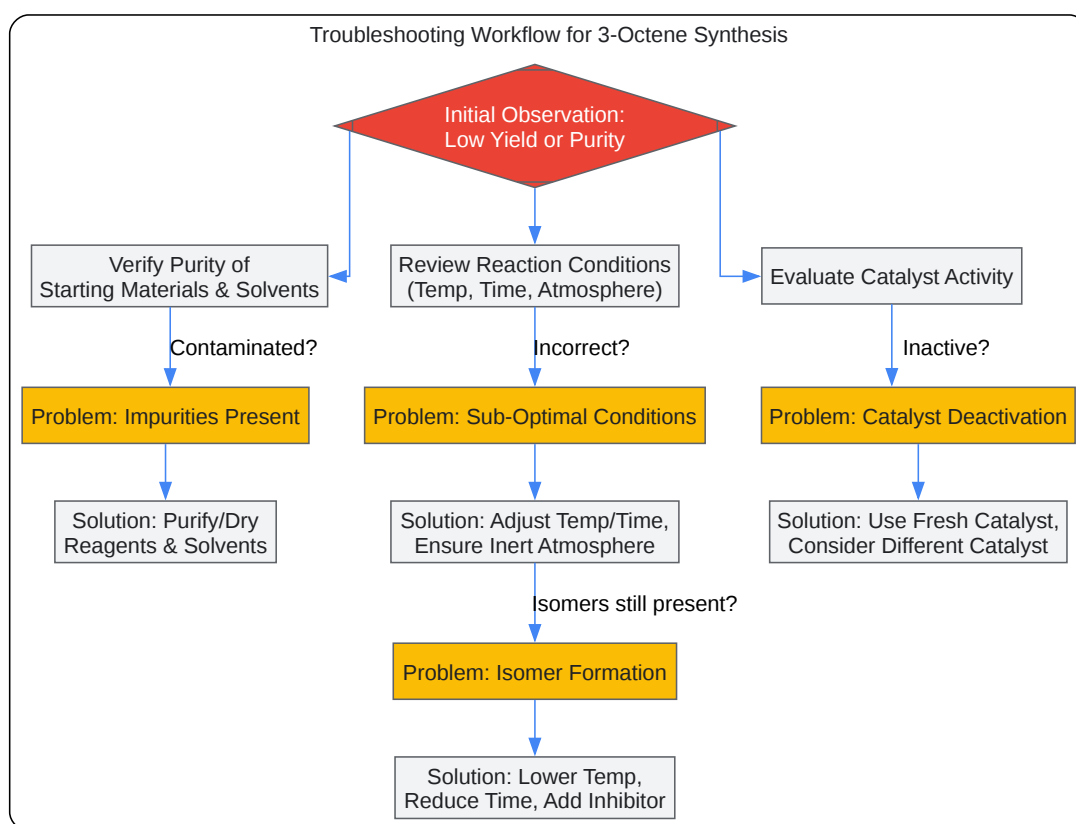 Troubleshooting Workflow for 3-Octene Synthesis
Initial Observation:
Low Yield or Purity
Verify Purity of
Starting Materials & Solvents
Review Reaction Conditions
(Temp, Time, Atmosphere)
Evaluate Catalyst Activity
Contaminated?
Incorrect?
Inactive?
Problem: Impurities Present
Problem: Sub-Optimal Conditions
Problem: Catalyst Deactivation
Solution: Purify/Dry
Reagents & Solvents
Solution: Adjust Temp/Time,
Ensure Inert Atmosphere
Solution: Use Fresh Catalyst,
Consider Different Catalyst
Isomers still present?
Problem: Isomer Formation
Solution: Lower Temp,
Reduce Time, Add Inhibitor